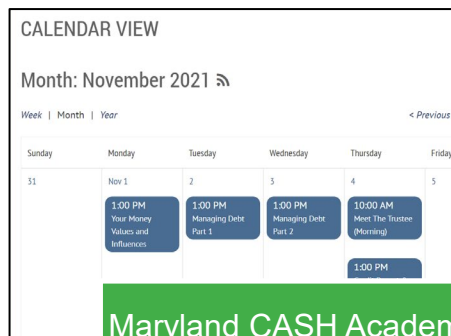 CALENDAR VIEW
Month: November 2021
Week | Month | Year < Previous
Sunday Monday Tuesday Wednesday Thursday Friday
31 Nov 1 2 3 4 5
1:00 PM
Your Money
Values and
Influences
1:00 PM
Managing Debt
Part 1
1:00 PM
Managing Debt
Part 2
10:00 AM
Meet The Trustee
(Morning)
1:00 PM
Maryland CASH Academ